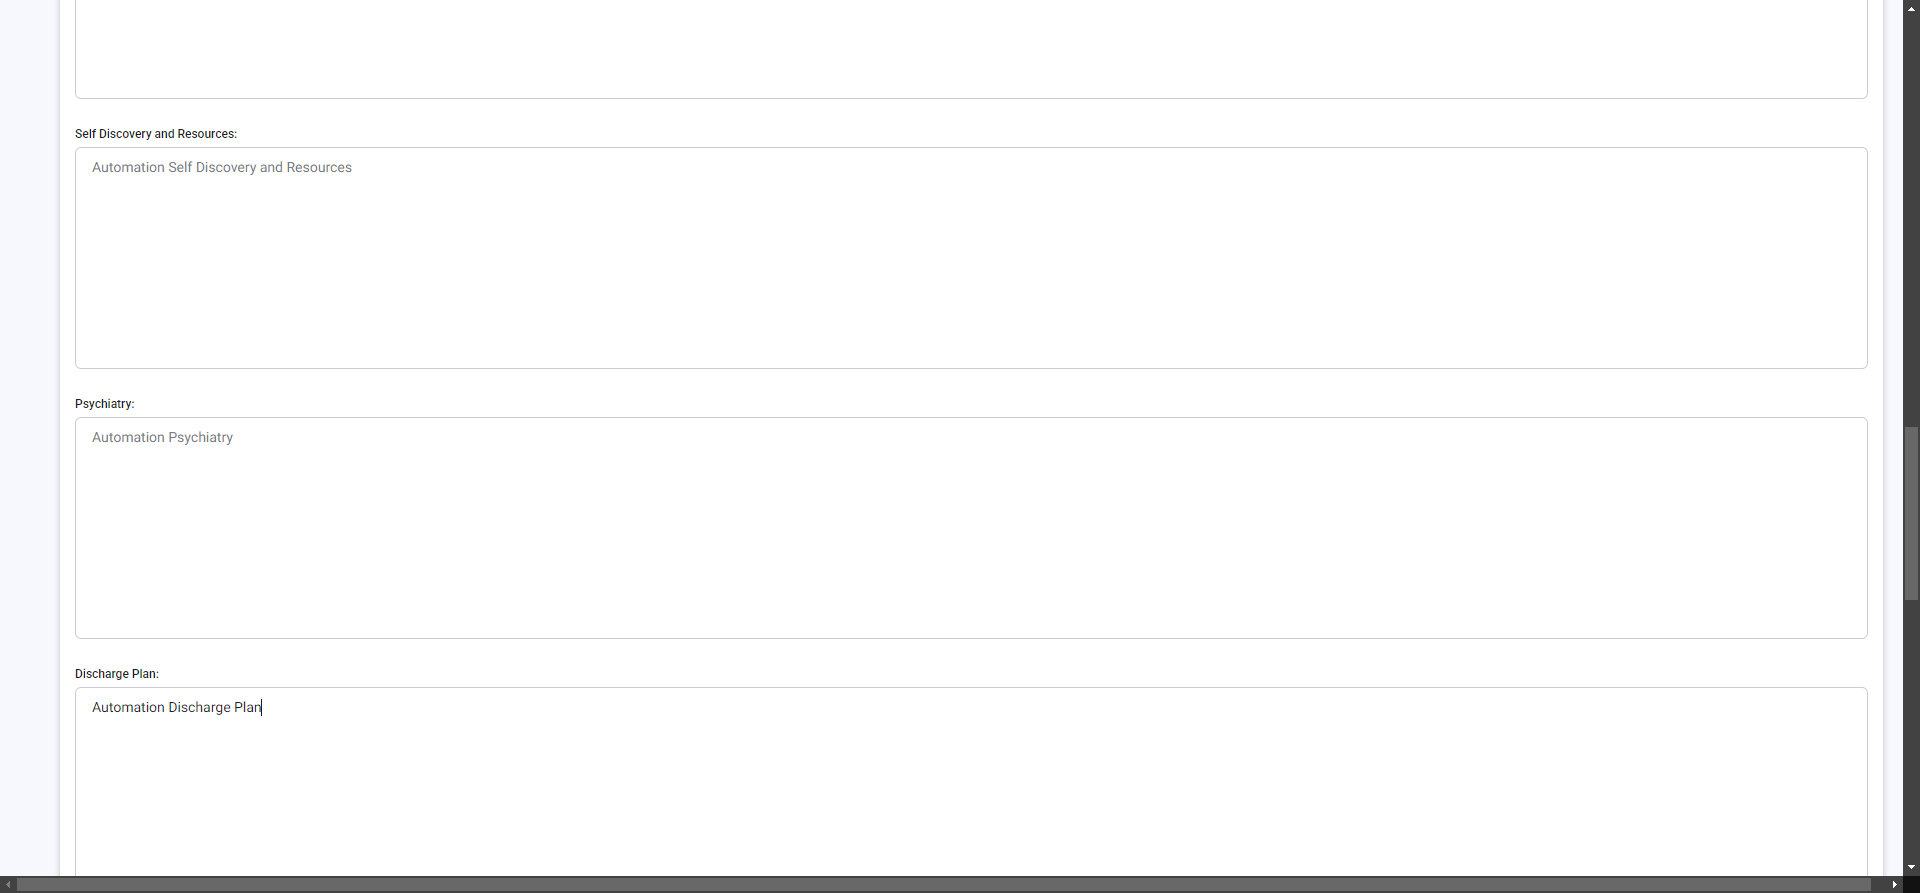 Self Discovery and Resources:
Automation Self Discovery and Resources
Psychiatry:
Automation Psychiatry
Discharge Plan:
Automation Discharge Plan